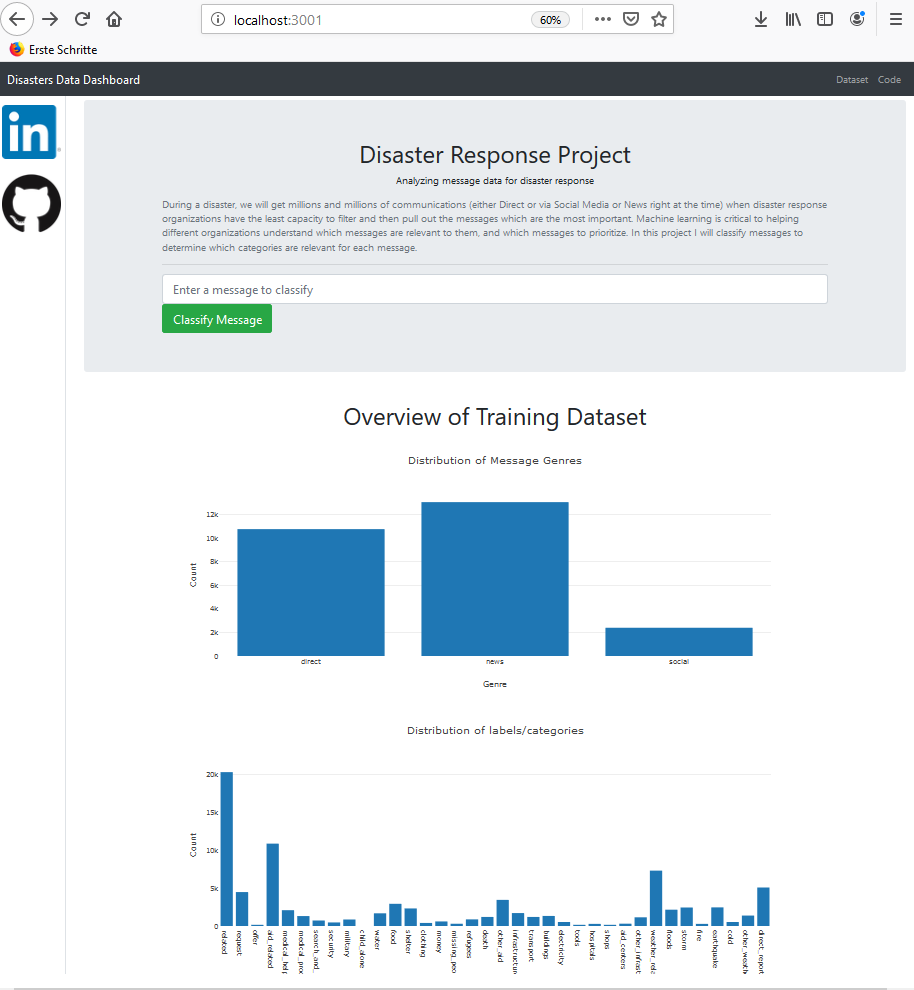 localhost:3001
60%
Erste Schritte
Disasters Data Dashboard
Dataset
Code
in
Disaster Response Project
Analyzing message data for disaster response
During a disaster, we will get millions and millions of communications (either Direct or via Social Media or News right at the time) when disaster response
organizations have the least capacity to filter and then pull out the messages which are the most important. Machine learning is critical to helping
different organizations understand which messages are relevant to them, and which messages to prioritize. In this project I will classify messages to
determine which categories are relevant for each message.
Enter a message to classify
Classify Message
Overview of Training Dataset
Distribution of Message Genres
12k
10k
8k
6k
4k
2k
0
Count
direct
news
social
Genre
Distribution of labels/categories
20k
15k
10k
5k
0
Count
related
request
offer
aid_related
medical_help
medical_prod
search_and_
security
military
child_alone
water
food
shelter
clothing
money
missing_peo
refugees
death
other_aid
infrastructure
transport
buildings
electricity
tools
hospitals
shops
aid_centers
other_infrast
weather_rela
floods
storm
fire
earthquake
cold
other_weathe
direct_report